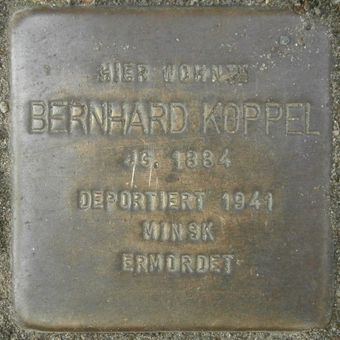 HIER WOHNTE
BERNHARD KOPPEL
JG. 1884
DEPORTIERT 1941
MINSK
ERMORDET